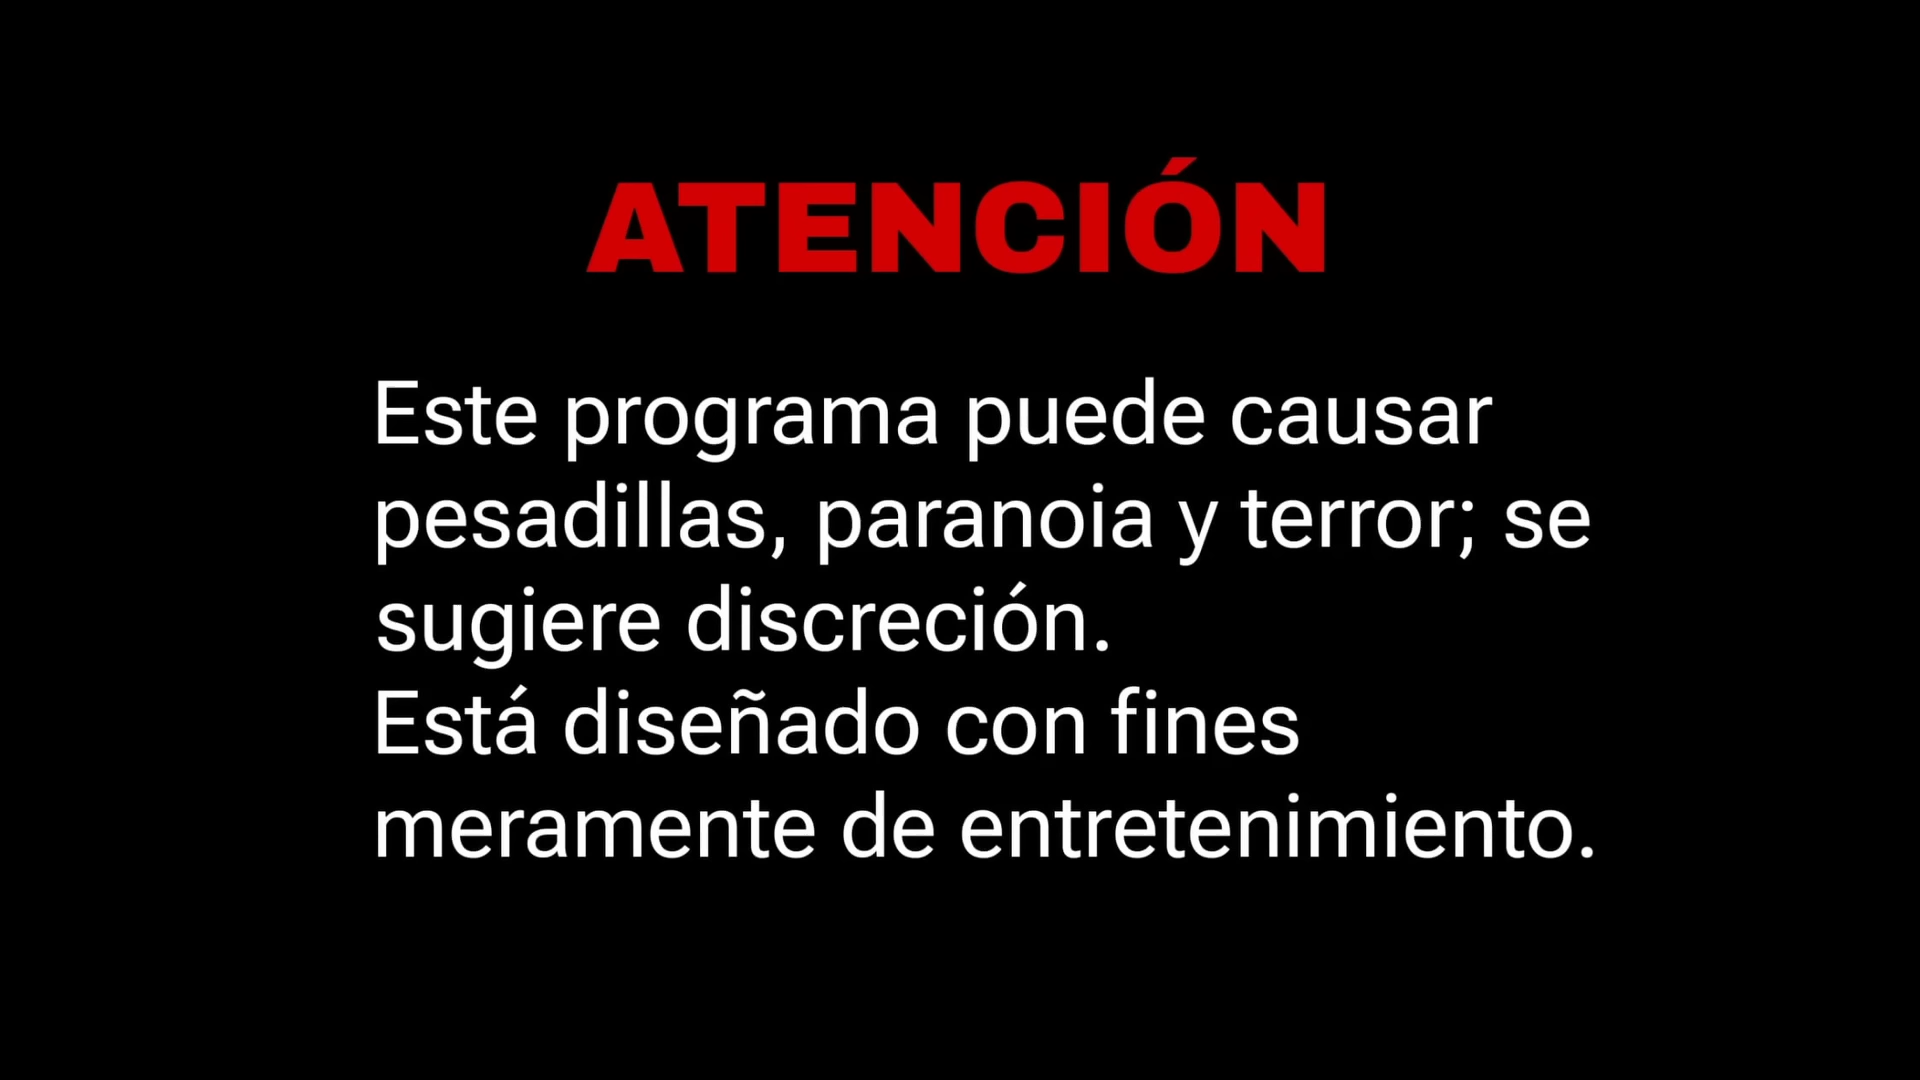 ATENCIÓN
Este programa puede causar
pesadillas, paranoia y terror; se
sugiere discreción.
Está diseñado con fines
meramente de entretenimiento.